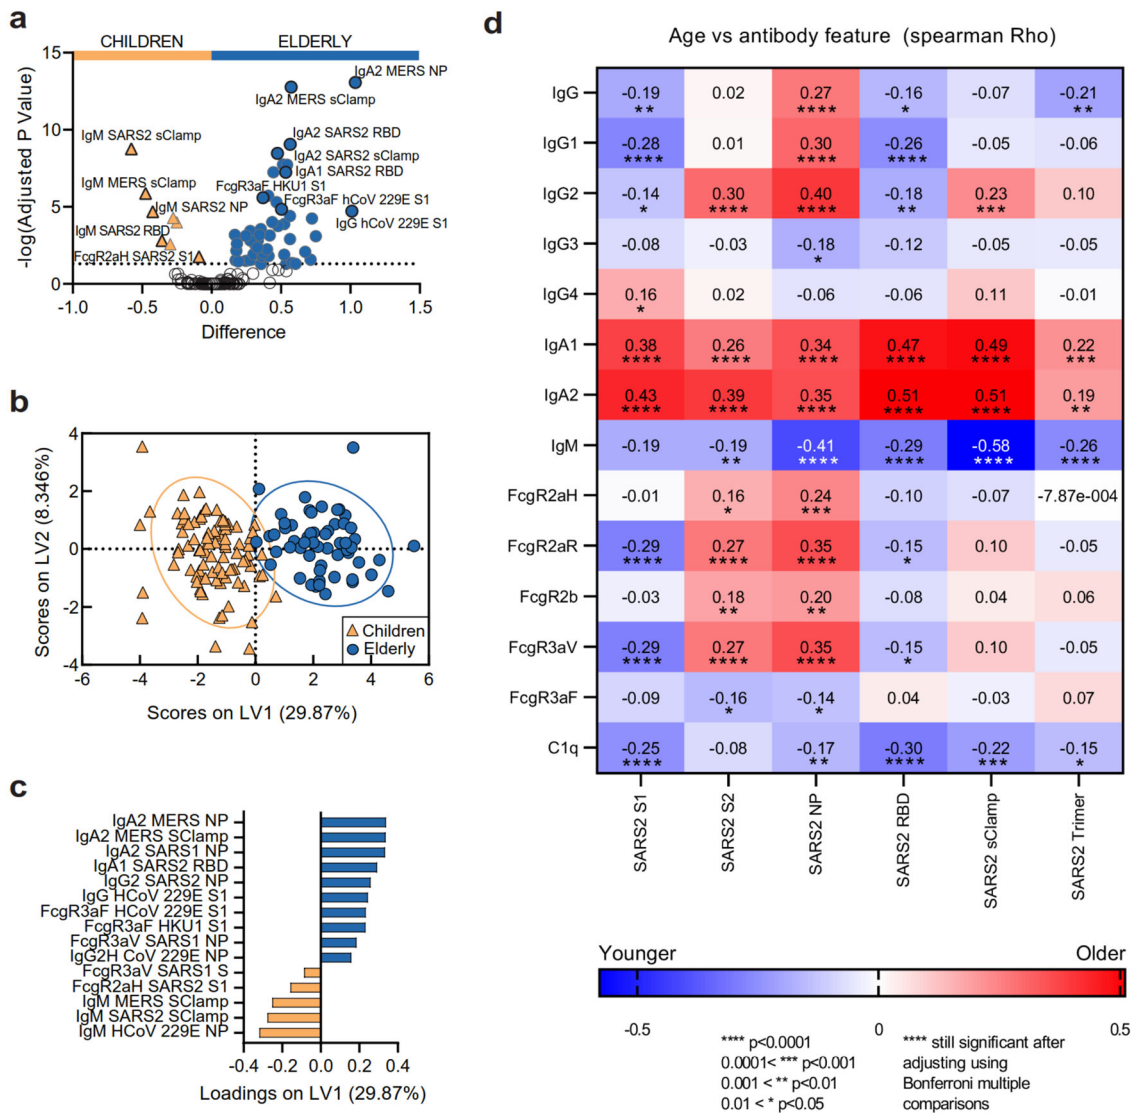 a
CHILDREN
ELDERLY
15
10
5
0
-log(Adjusted P Value)
IgA2 MERS NP
IgA2 MERS sClamp
IgM SARS2 sClamp
IgA2 SARS2 RBD
IgA2 SARS2 sClamp
IgA1 SARS2 RBD
IgM MERS sClamp
FcgR3aF HKU1 S1
FcgR3aF hCoV 229E S1
IgM SARS2 NP
IgG hCoV 229E S1
IgM SARS2 RBD
FcgR2aH SARS2 S1
-1.0 -0.5 0.0 0.5 1.0 1.5
Difference
b
4
2
0
-2
-4
Scores on LV2 (8.346%)
Children
Elderly
-6 -4 -2 0 2 4 6
Scores on LV1 (29.87%)
c
IgA2 MERS NP
IgA2 MERS SClamp
IgA2 SARS1 NP
IgA1 SARS2 RBD
IgG2 SARS2 NP
IgG HCoV 229E S1
FcgR3aF HCoV 229E S1
FcgR3aF HKU1 S1
FcgR3aV SARS1 NP
IgG2H CoV 229E NP
FcgR3aV SARS1 S
FcgR2aH SARS2 S1
IgM MERS SClamp
IgM SARS2 SClamp
IgM HCoV 229E NP
-0.4 -0.2 0.0 0.2 0.4
Loadings on LV1 (29.87%)
d
Age vs antibody feature (spearman Rho)
IgG -0.19 0.02 0.27 -0.16 -0.07 -0.21
** **** * **
IgG1 -0.28 0.01 0.30 -0.26 -0.05 -0.06
**** **** ****
IgG2 -0.14 0.30 0.40 -0.18 0.23 0.10
* **** **** ** ***
IgG3 -0.08 -0.03 -0.18 -0.12 -0.05 -0.05
*
IgG4 0.16 0.02 -0.06 -0.06 0.11 -0.01
*
IgA1 0.38 0.26 0.34 0.47 0.49 0.22
**** **** **** **** **** ***
IgA2 0.43 0.39 0.35 0.51 0.51 0.19
**** **** **** **** **** **
IgM -0.19 -0.19 -0.41 -0.29 -0.58 -0.26
** **** **** **** ****
FcgR2aH -0.01 0.16 0.24 -0.10 -0.07 -7.87e-004
* ***
FcgR2aR -0.29 0.27 0.35 -0.15 0.10 -0.05
**** **** **** *
FcgR2b -0.03 0.18 0.20 -0.08 0.04 0.06
** **
FcgR3aV -0.29 0.27 0.35 -0.15 0.10 -0.05
**** **** **** *
FcgR3aF -0.09 -0.16 -0.14 0.04 -0.03 0.07
* *
C1q -0.25 -0.08 -0.17 -0.30 -0.22 -0.15
**** ** **** *** *
SARS2 S1
SARS2 S2
SARS2 NP
SARS2 RBD
SARS2 sClamp
SARS2 Trimer
Younger
Older
-0.5 0 0.5
**** p<0.0001
0.0001< *** p<0.001
0.001 < ** p<0.01
0.01 < * p<0.05
**** still significant after
adjusting using
Bonferroni multiple
comparisons